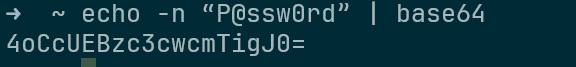 ➜  ~ echo -n “P@ssw0rd” | base64
4oCcUEBzc3cwcmTigJ0=